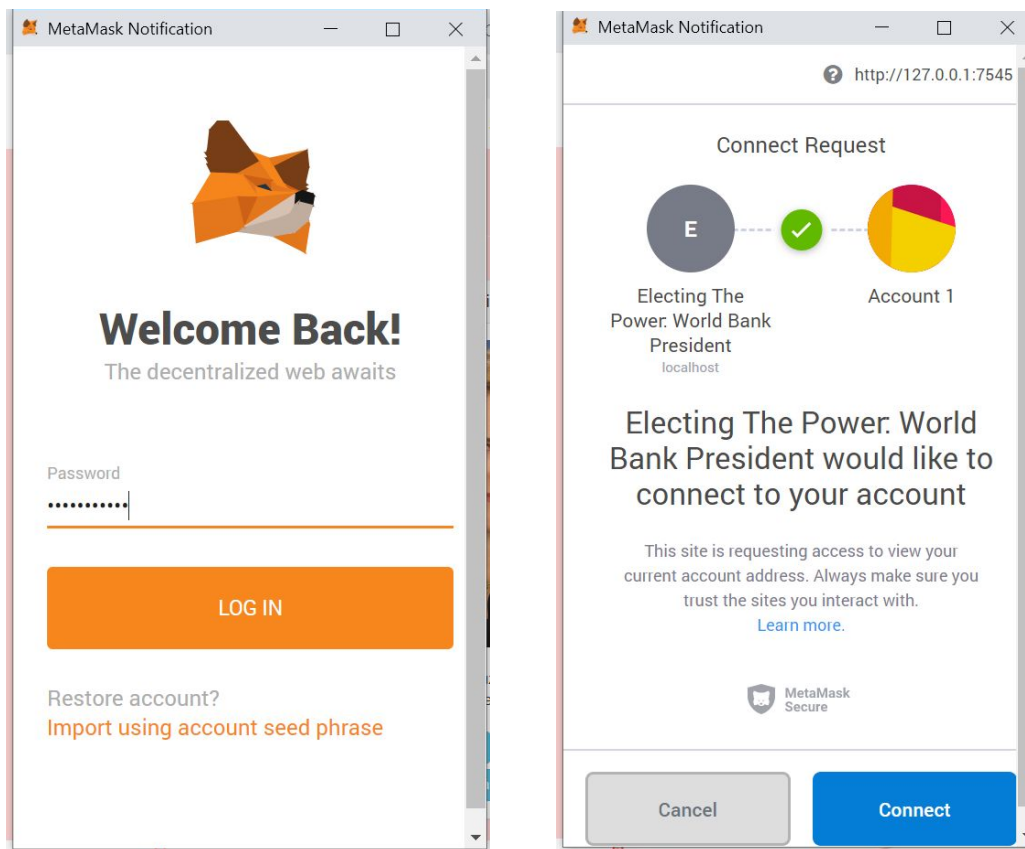 MetaMask Notification
Welcome Back!
The decentralized web awaits
Password
LOG IN
Restore account?
Import using account seed phrase
MetaMask Notification
http://127.0.0.1:7545
Connect Request
E
Electing The
Power: World Bank
President
localhost
Account 1
Electing The Power: World
Bank President would like to
connect to your account
This site is requesting access to view your
current account address. Always make sure you
trust the sites you interact with.
Learn more.
MetaMask
Secure
Cancel
Connect